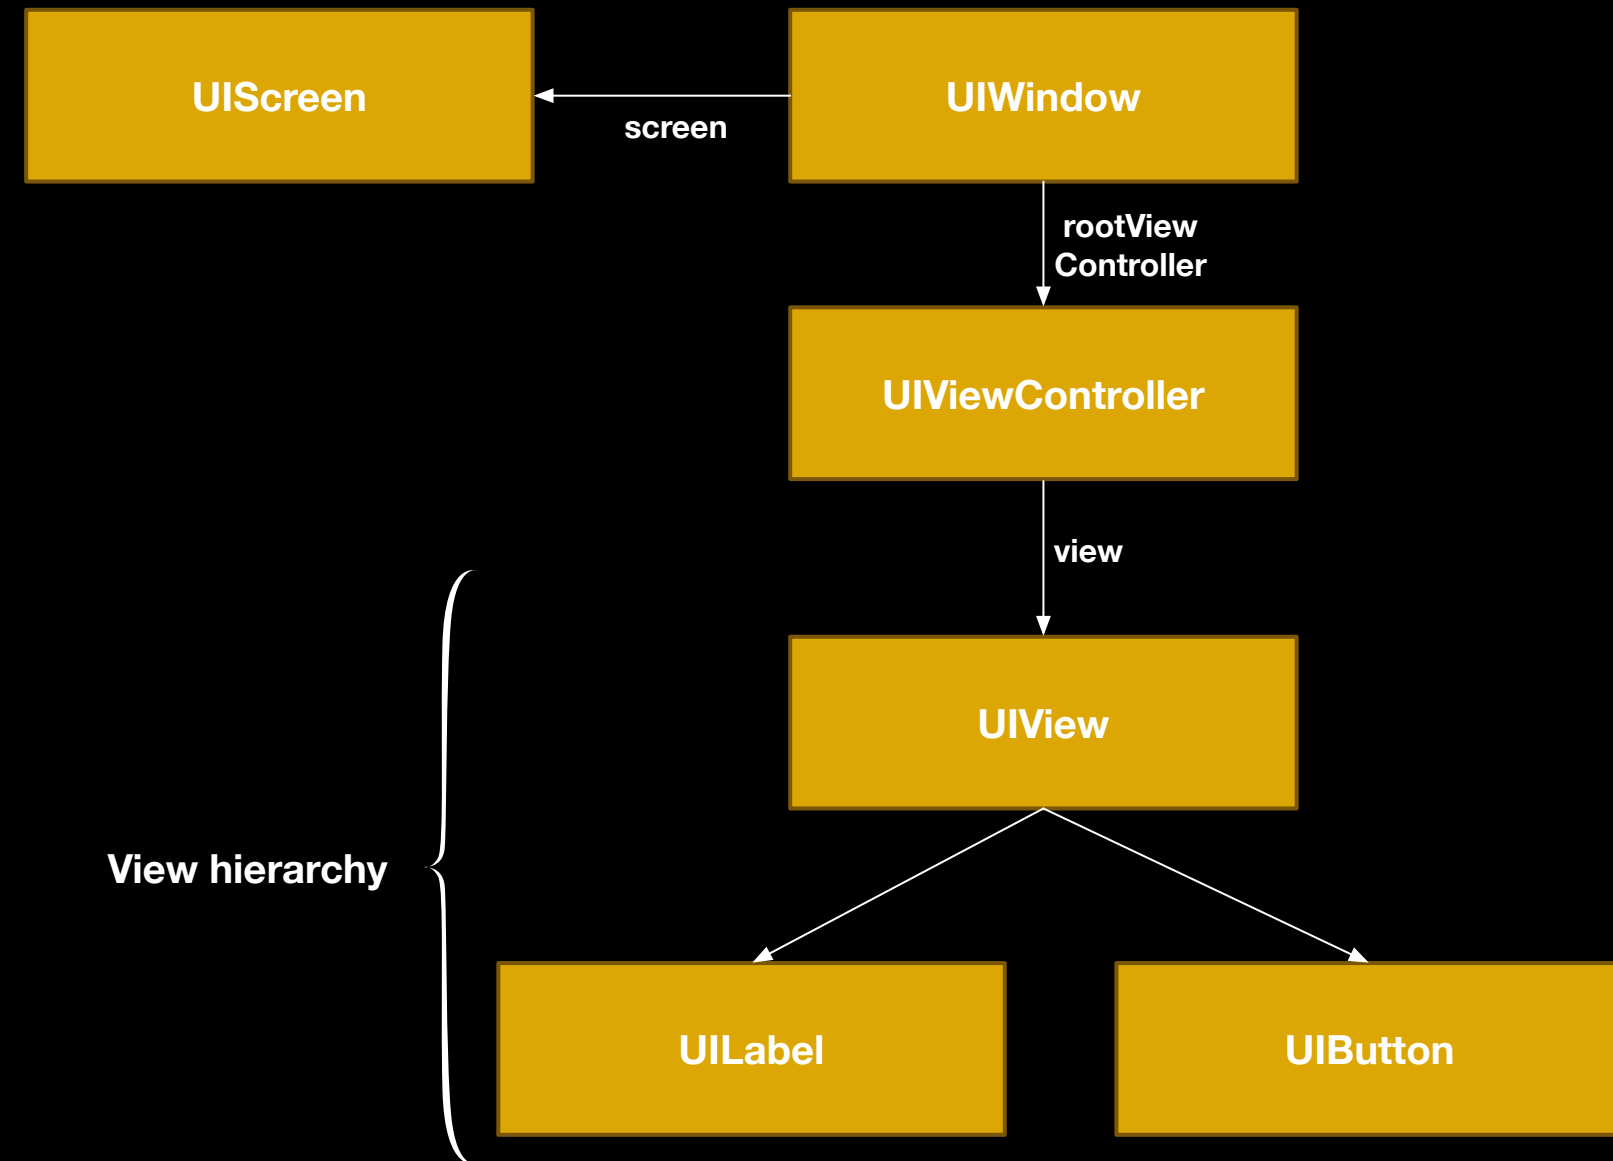 UIScreen
UIWindow
screen
rootView
Controller
UIViewController
view
UIView
View hierarchy
UILabel
UIButton